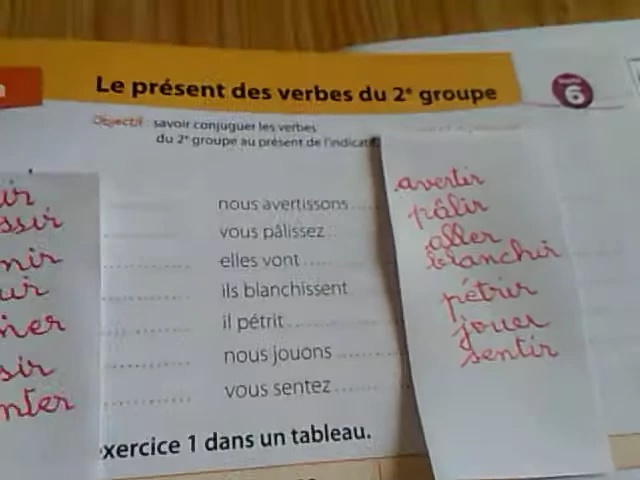 Le présent des verbes du 2e groupe
6
Objectif : savoir conjuguer les verbes
du 2e groupe au présent de l'indicatif
nous avertissons avertir
vous pâlissez pâlir
elles vont aller
ils blanchissent blanchir
il pétrit pétrir
nous jouons jouer
vous sentez sentir
xercice 1 dans un tableau.